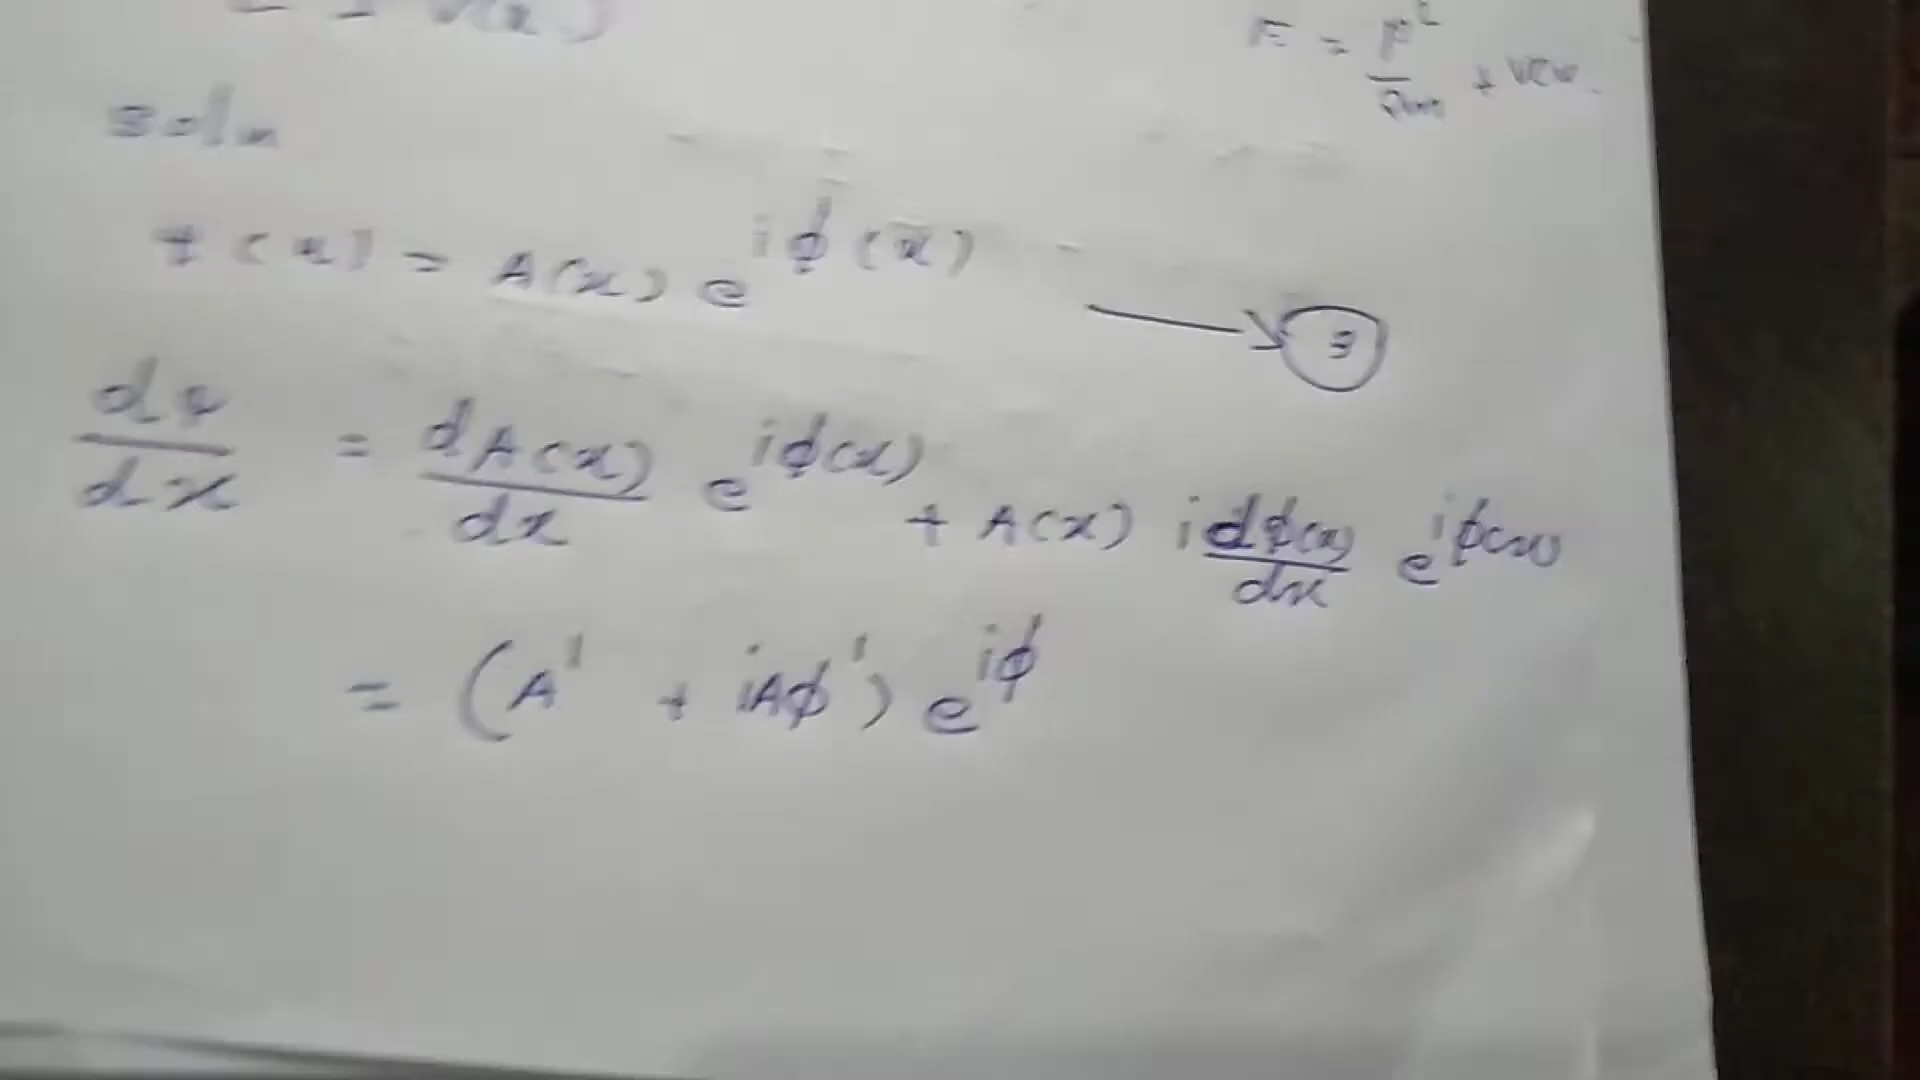 V(x)
E = p²/2m + V(x)
soln
ψ(x) = A(x) e^{iϕ(x)} → 3
dψ/dx = dA(x)/dx e^{iϕ(x)} + A(x) i dϕ(x)/dx e^{iϕ(x)}
= (A' + iAϕ') e^{iϕ}